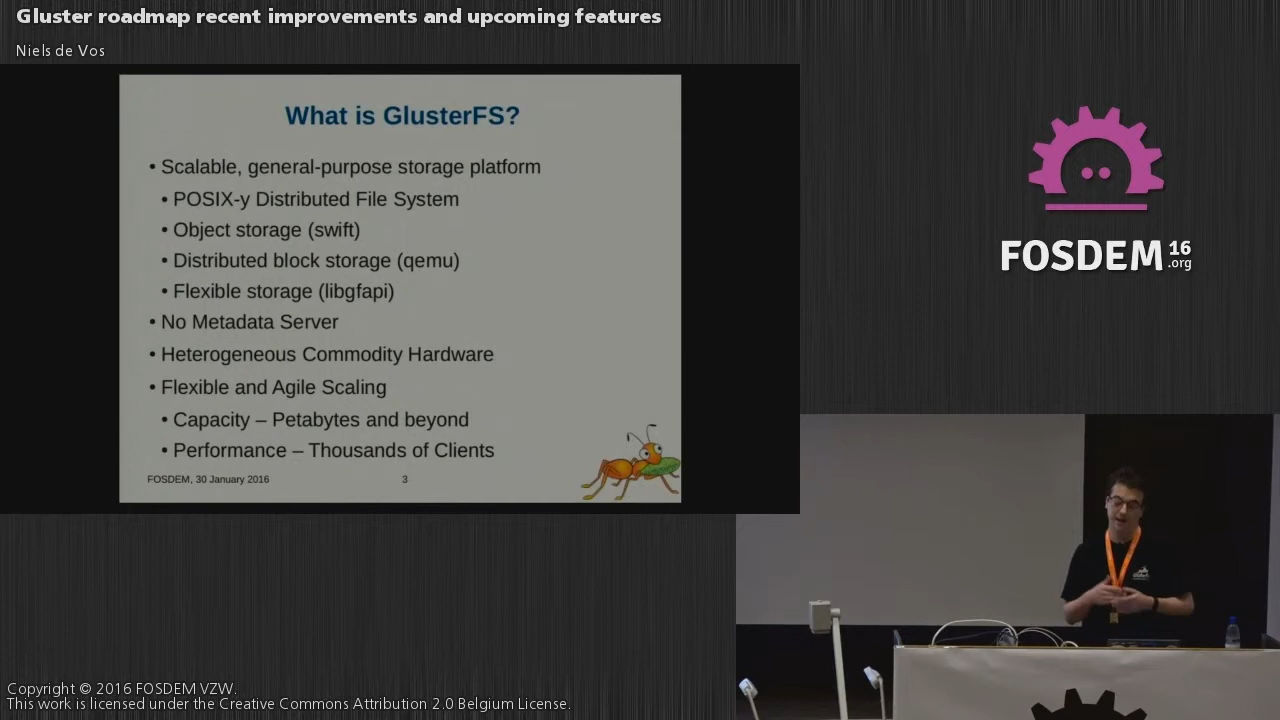 Gluster roadmap recent improvements and upcoming features
Niels de Vos
What is GlusterFS?
• Scalable, general-purpose storage platform
• POSIX-y Distributed File System
• Object storage (swift)
• Distributed block storage (qemu)
• Flexible storage (libgfapi)
• No Metadata Server
• Heterogeneous Commodity Hardware
• Flexible and Agile Scaling
• Capacity – Petabytes and beyond
• Performance – Thousands of Clients
FOSDEM, 30 January 2016 3
FOSDEM 16 .org
Copyright © 2016 FOSDEM VZW.
This work is licensed under the Creative Commons Attribution 2.0 Belgium License.